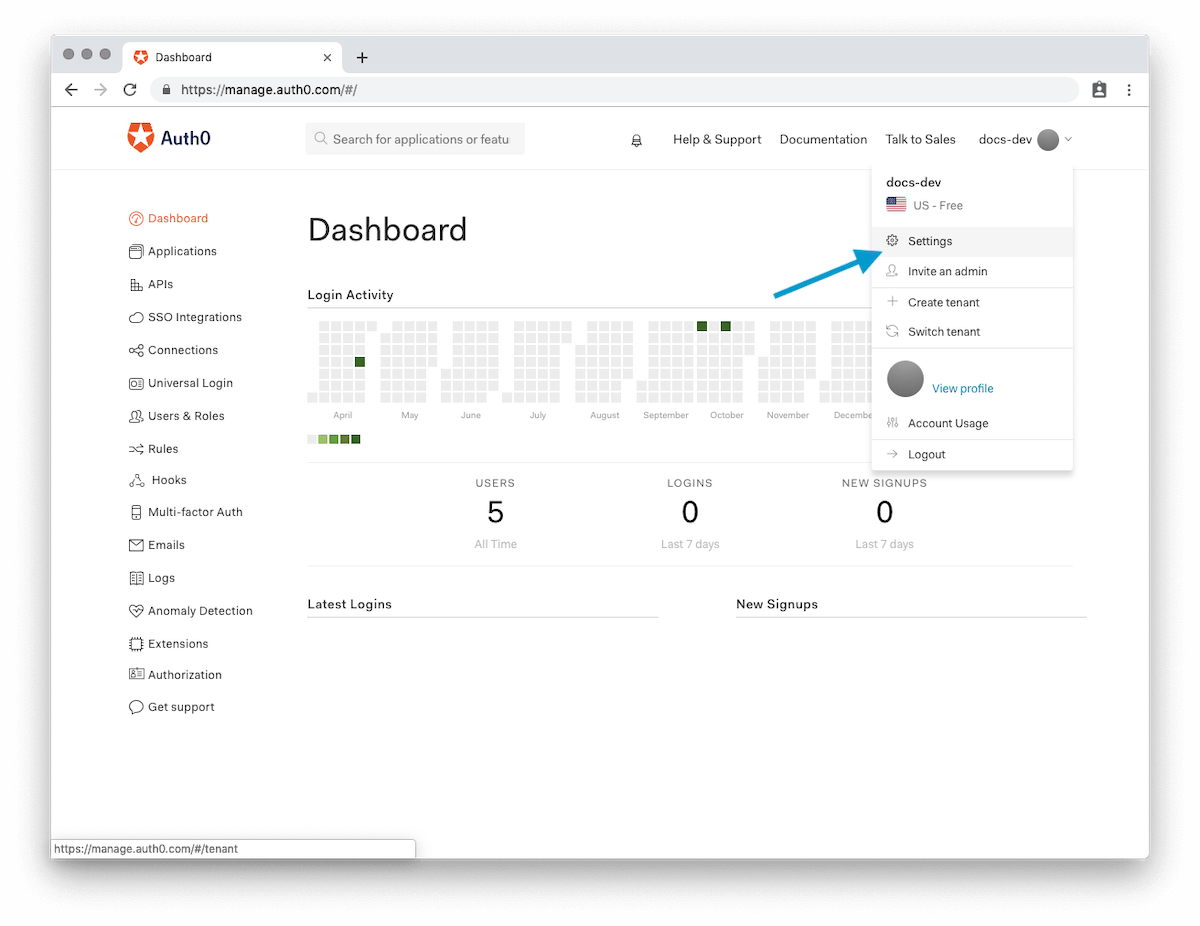 Dashboard
https://manage.auth0.com/#/
Auth0
Search for applications or featu
Help & Support
Documentation
Talk to Sales
docs-dev
docs-dev
US - Free
Settings
Invite an admin
Create tenant
Switch tenant
View profile
Account Usage
Logout
Dashboard
Applications
APIs
SSO Integrations
Connections
Universal Login
Users & Roles
Rules
Hooks
Multi-factor Auth
Emails
Logs
Anomaly Detection
Extensions
Authorization
Get support
Dashboard
Login Activity
April May June July August September October November Decembe
USERS
5
All Time
LOGINS
0
Last 7 days
NEW SIGNUPS
0
Last 7 days
Latest Logins
New Signups
https://manage.auth0.com/#/tenant